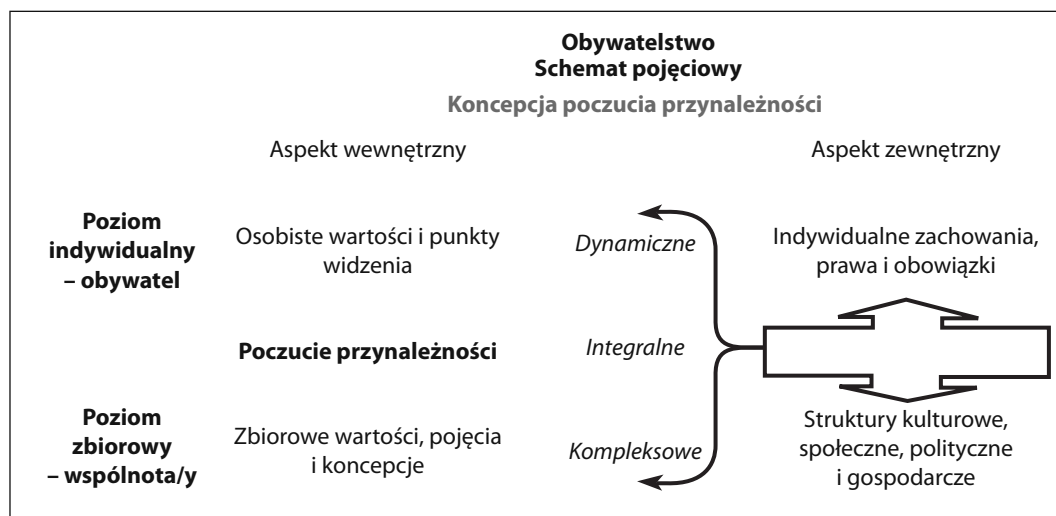 Obywatelstwo
Schemat pojęciowy
Koncepcja poczucia przynależności
Aspekt wewnętrzny
Aspekt zewnętrzny
Poziom
indywidualny
– obywatel
Osobiste wartości i punkty
widzenia
Dynamiczne
Indywidualne zachowania,
prawa i obowiązki
Poczucie przynależności
Integralne
Poziom
zbiorowy
– wspólnota/y
Zbiorowe wartości, pojęcia
i koncepcje
Kompleksowe
Struktury kulturowe,
społeczne, polityczne
i gospodarcze